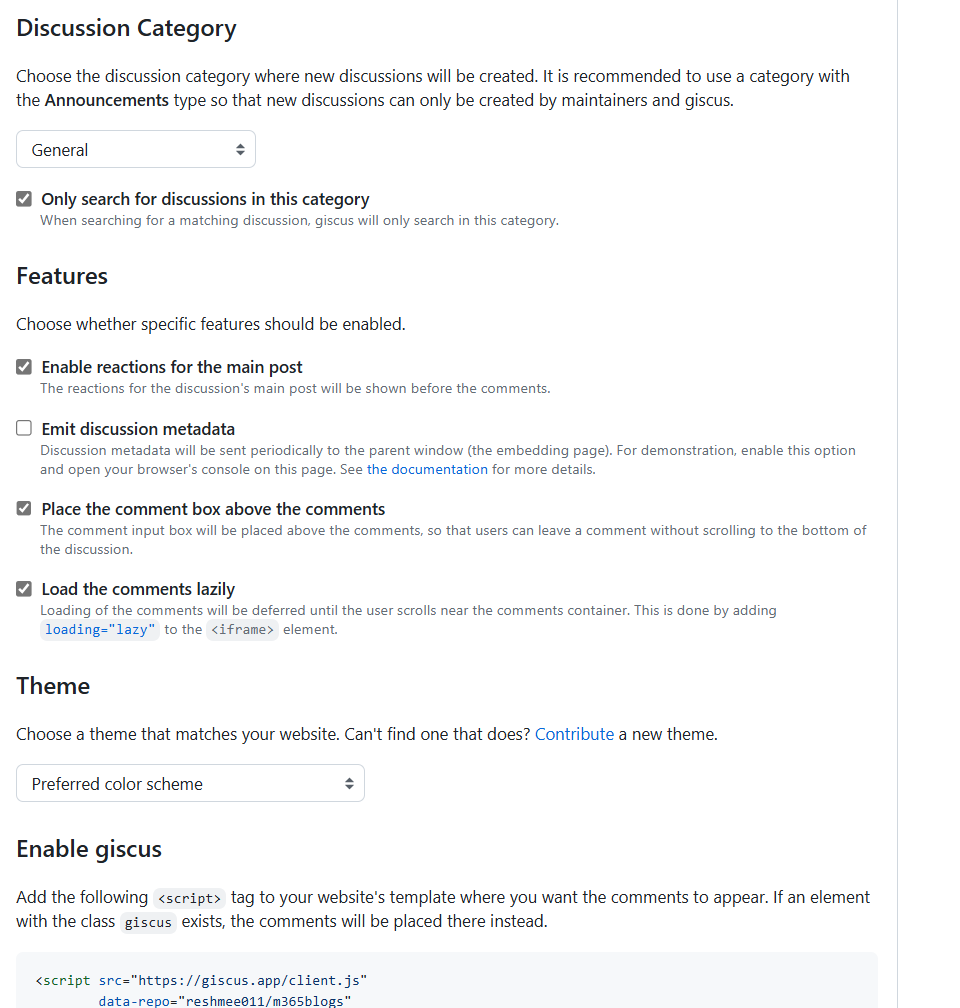 Discussion Category
Choose the discussion category where new discussions will be created. It is recommended to use a category with
the Announcements type so that new discussions can only be created by maintainers and giscus.
General
Only search for discussions in this category
When searching for a matching discussion, giscus will only search in this category.
Features
Choose whether specific features should be enabled.
Enable reactions for the main post
The reactions for the discussion's main post will be shown before the comments.
Emit discussion metadata
Discussion metadata will be sent periodically to the parent window (the embedding page). For demonstration, enable this option
and open your browser's console on this page. See the documentation for more details.
Place the comment box above the comments
The comment input box will be placed above the comments, so that users can leave a comment without scrolling to the bottom of
the discussion.
Load the comments lazily
Loading of the comments will be deferred until the user scrolls near the comments container. This is done by adding
loading="lazy" to the <iframe> element.
Theme
Choose a theme that matches your website. Can't find one that does? Contribute a new theme.
Preferred color scheme
Enable giscus
Add the following <script> tag to your website's template where you want the comments to appear. If an element
with the class giscus exists, the comments will be placed there instead.
<script src="https://giscus.app/client.js"
data-repo="reshmee011/m365blogs"